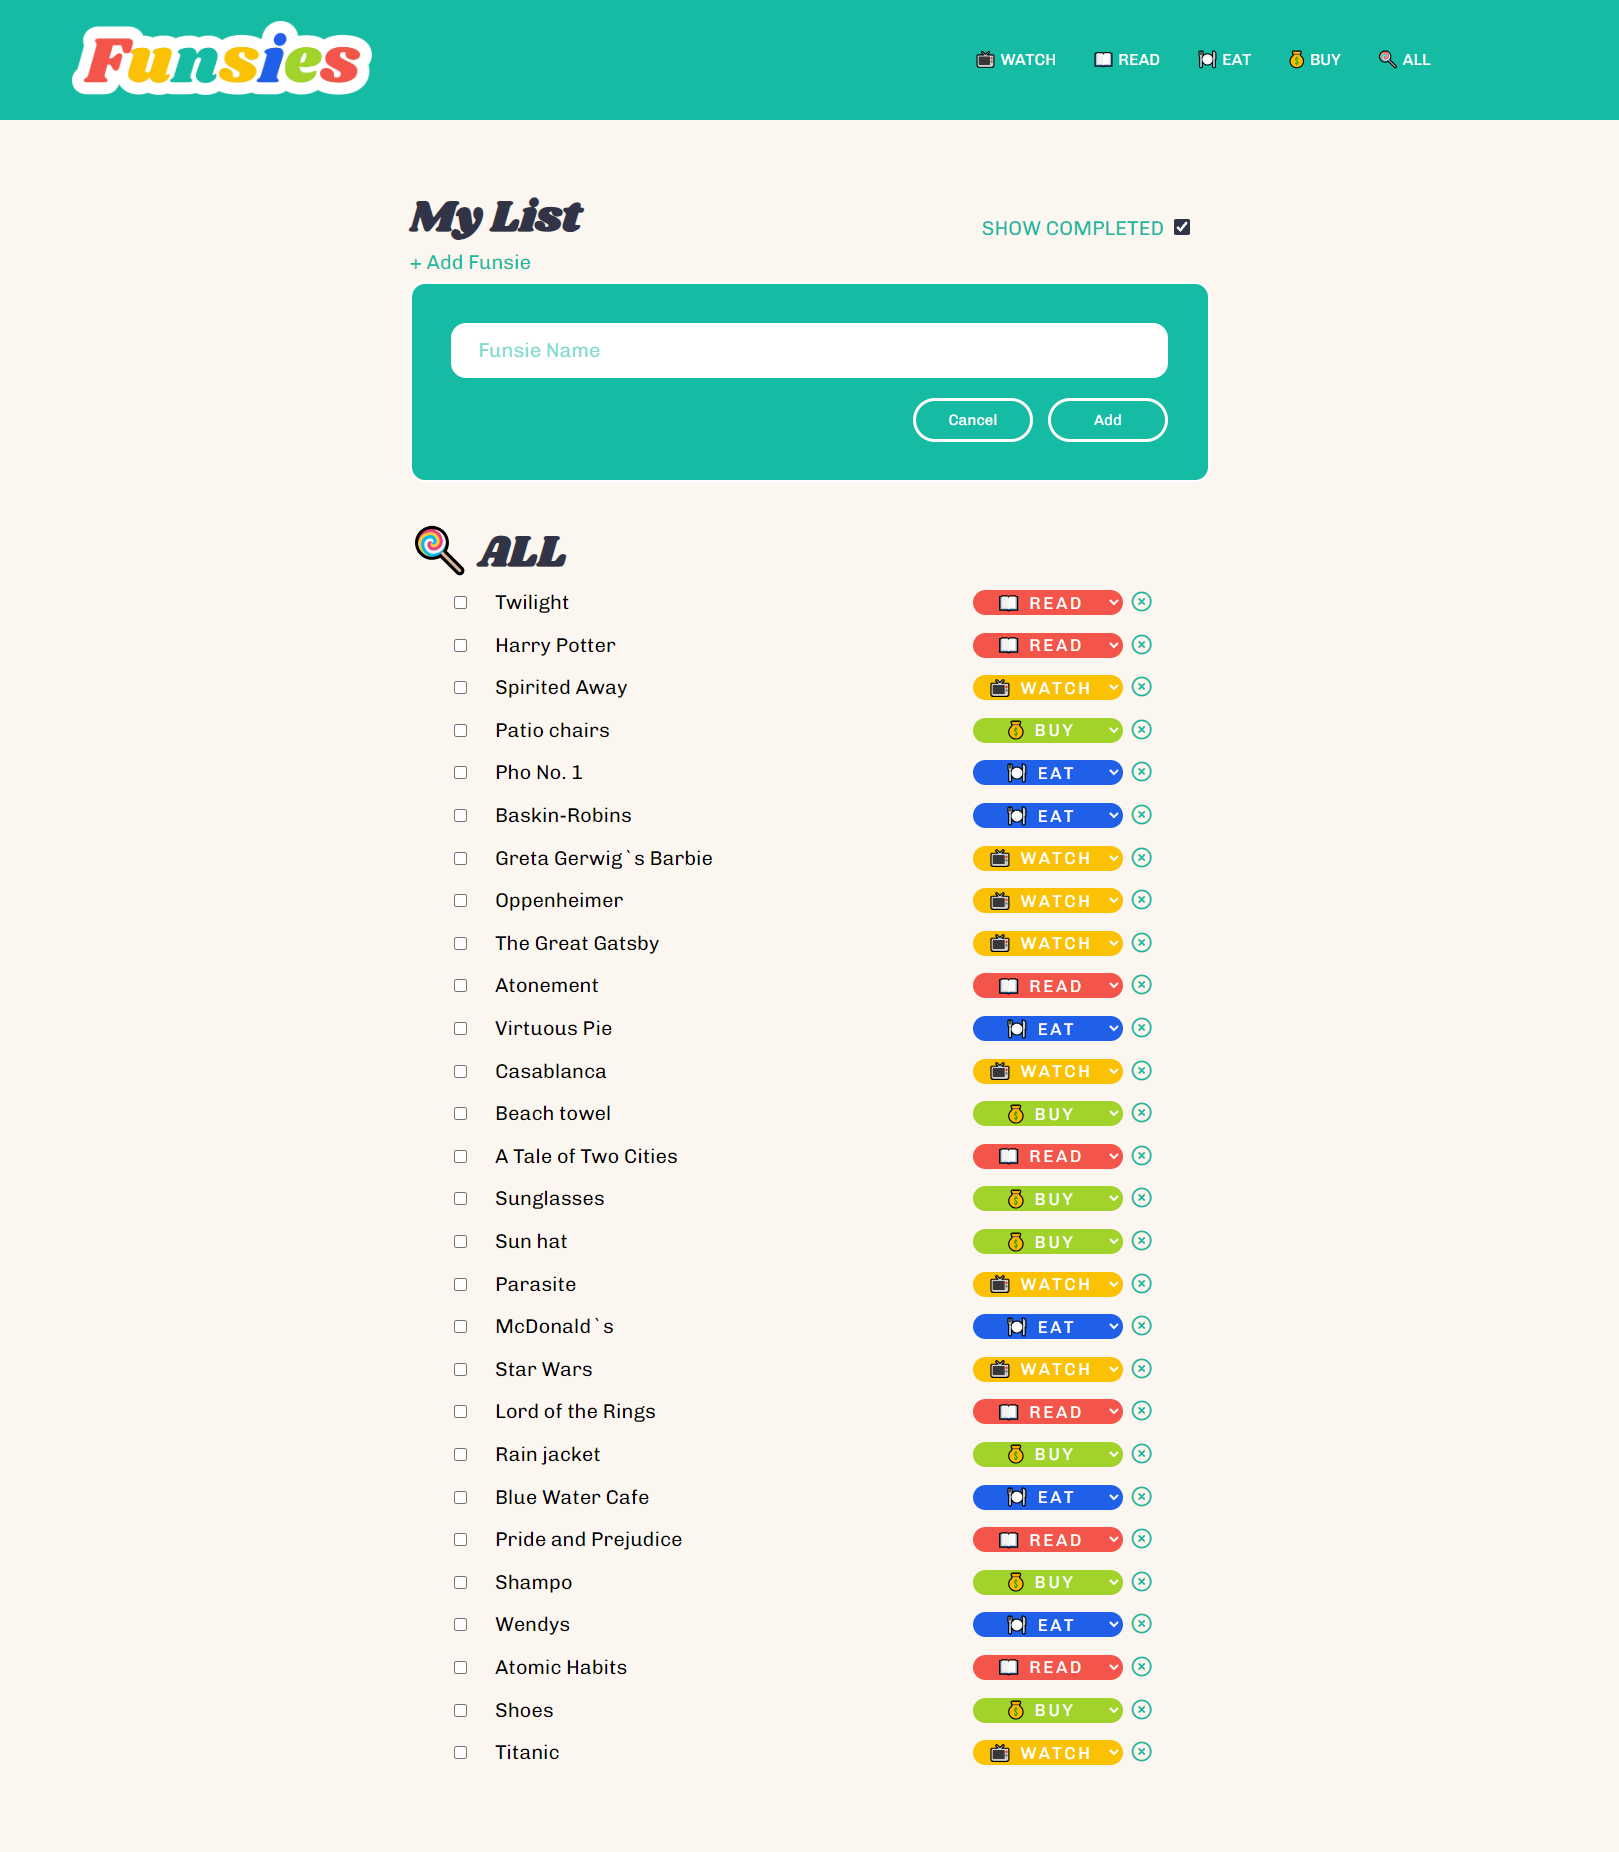 Funsies
WATCH READ EAT BUY ALL
My List
SHOW COMPLETED
+ Add Funsie
Funsie Name
Cancel Add
ALL
Twilight READ
Harry Potter READ
Spirited Away WATCH
Patio chairs BUY
Pho No. 1 EAT
Baskin-Robins EAT
Greta Gerwig`s Barbie WATCH
Oppenheimer WATCH
The Great Gatsby WATCH
Atonement READ
Virtuous Pie EAT
Casablanca WATCH
Beach towel BUY
A Tale of Two Cities READ
Sunglasses BUY
Sun hat BUY
Parasite WATCH
McDonald`s EAT
Star Wars WATCH
Lord of the Rings READ
Rain jacket BUY
Blue Water Cafe EAT
Pride and Prejudice READ
Shampo BUY
Wendys EAT
Atomic Habits READ
Shoes BUY
Titanic WATCH